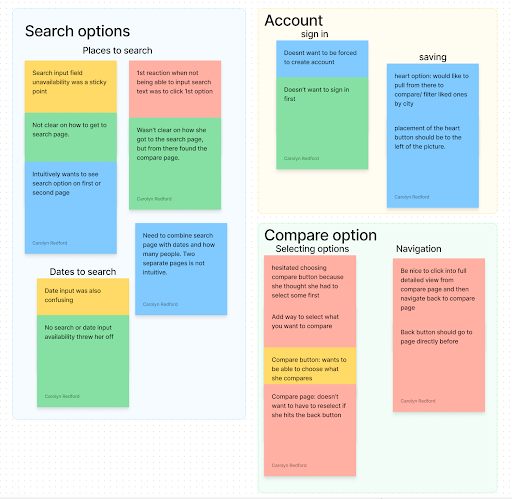 Search options
Places to search
Search input field
unavailability was a sticky
point
Not clear on how to get to
search page.
Intuitively wants to see
search option on first or
second page
Carolyn Redford
1st reaction when not
being able to input search
text was to click 1st option
Wasn't clear on how she
got to the search page,
but from there found the
compare page.
Carolyn Redford
Need to combine search
page with dates and how
many people. Two
separate pages is not
intuitive.
Carolyn Redford
Dates to search
Date input was also
confusing
No search or date input
availability threw her off
Carolyn Redford
Account
sign in
Doesnt want to be forced
to create account
Doesn't want to sign in
first
Carolyn Redford
saving
heart option: would like to
pull from there to
compare/ filter liked ones
by city
placement of the heart
button should be to the
left of the picture.
Carolyn Redford
Compare option
Selecting options
hesitated choosing
compare button because
she thought she had to
select some first
Add way to select what
you want to compare
Compare button: wants to
be able to choose what
she compares
Compare page: doesn't
want to have to reselect if
she hits the back button
Carolyn Redford
Navigation
Be nice to click into full
detailed view from
compare page and then
navigate back to compare
page
Back button should go to
page directly before
Carolyn Redford